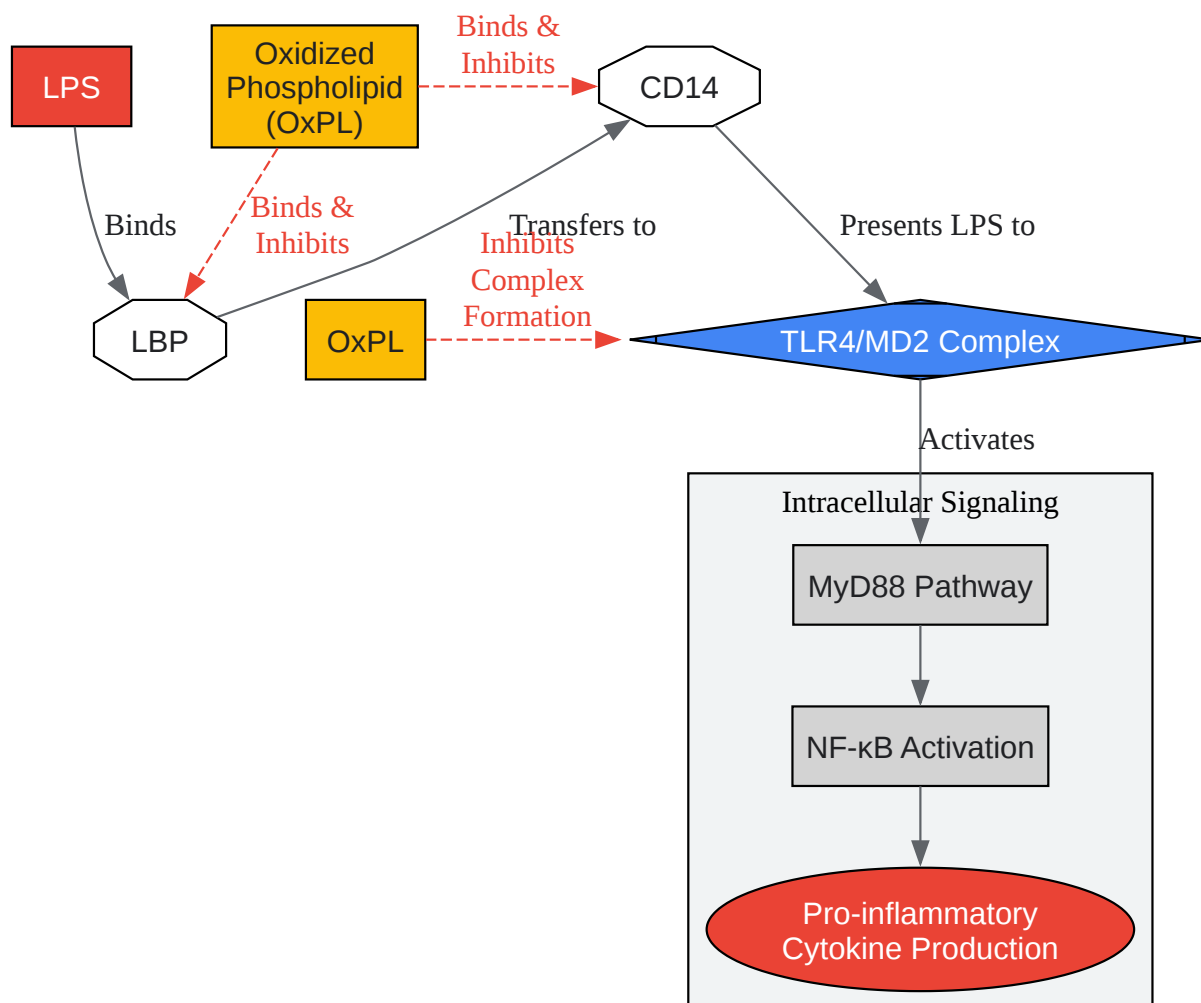 LPS
Oxidized
Phospholipid
(OxPL)
Binds &
Inhibits
CD14
Binds
Binds &
Inhibits
Transfers to
Presents LPS to
Inhibits
Complex
Formation
LBP
OxPL
TLR4/MD2 Complex
Activates
Intracellular Signaling
MyD88 Pathway
NF-κB Activation
Pro-inflammatory
Cytokine Production